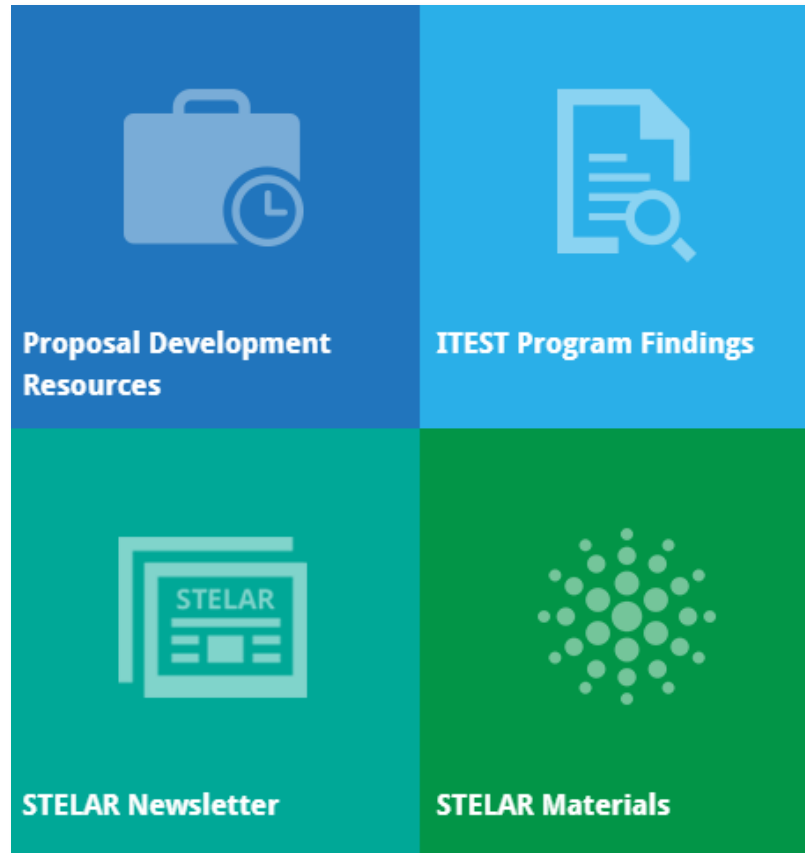 Proposal Development
Resources
ITEST Program Findings
STELAR
STELAR Newsletter
STELAR Materials